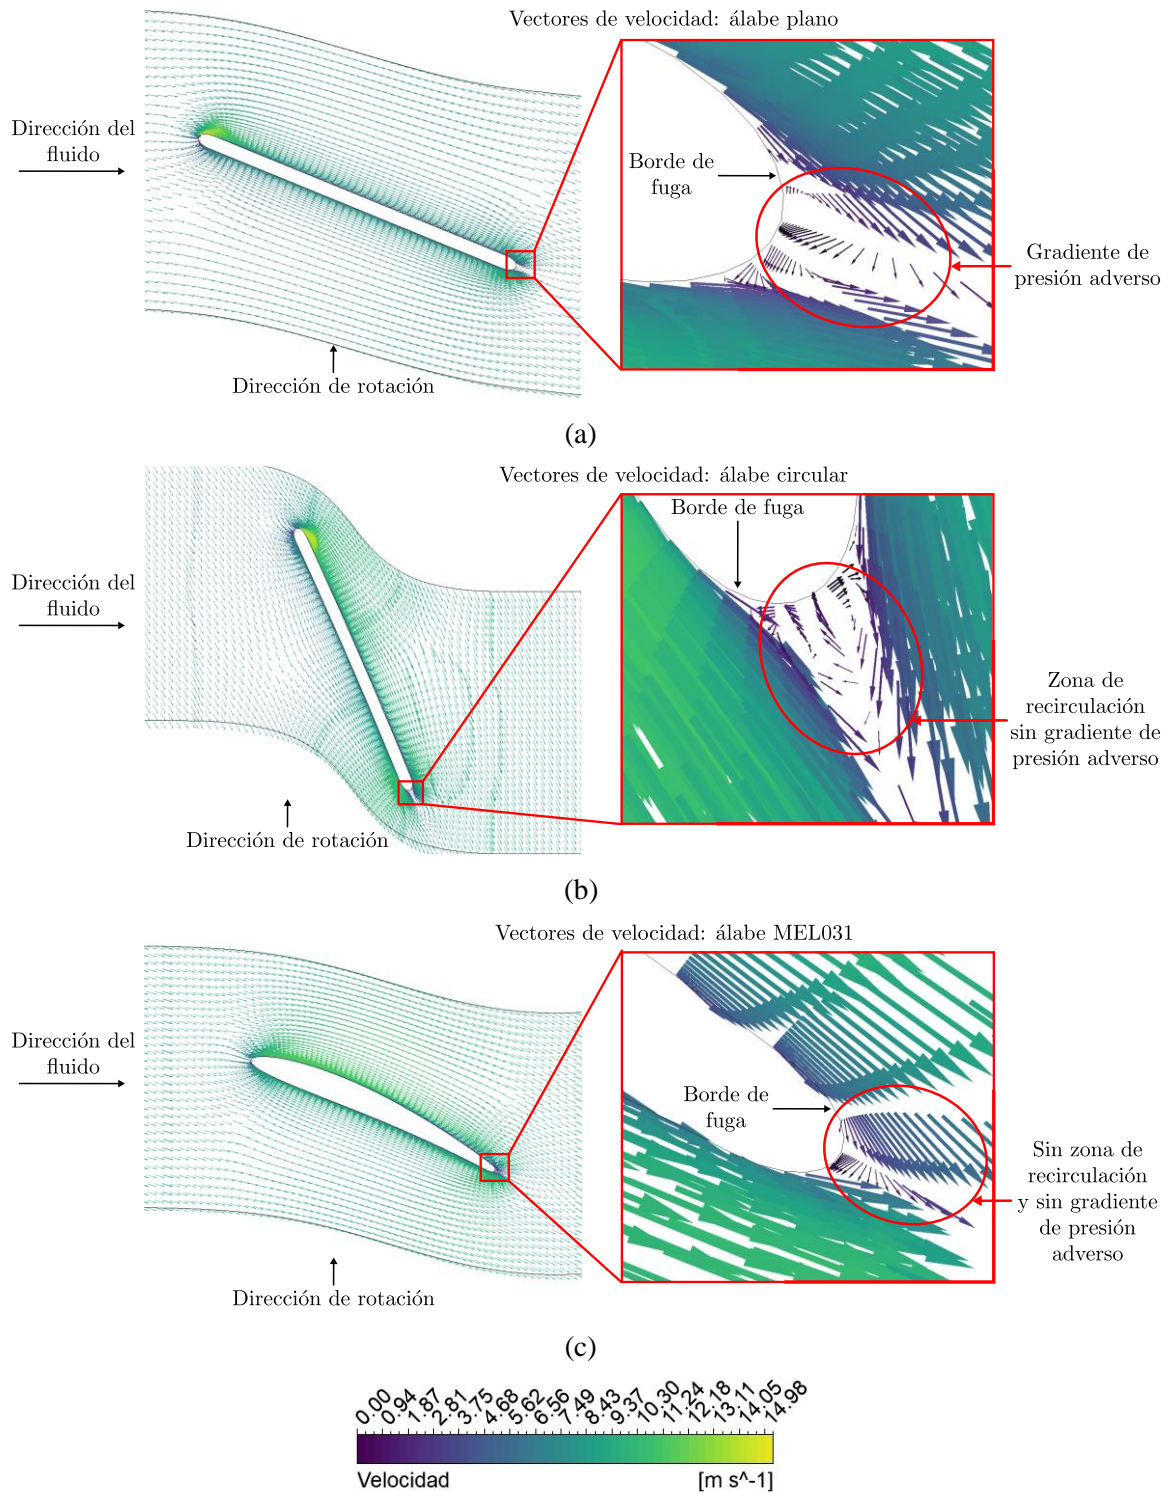 Vectores de velocidad: álabe plano
Dirección del
fluido
Borde de
fuga
Gradiente de
presión adverso
Dirección de rotación
(a)
Vectores de velocidad: álabe circular
Borde de fuga
Dirección del
fluido
Zona de
recirculación
sin gradiente de
presión adverso
Dirección de rotación
(b)
Vectores de velocidad: álabe MEL031
Dirección del
fluido
Borde de
fuga
Sin zona de
recirculación
y sin gradiente
de presión
adverso
Dirección de rotación
(c)
0.00 0.94 1.87 2.81 3.75 4.68 5.62 6.56 7.49 8.43 9.37 10.30 11.24 12.18 13.11 14.05 14.98
Velocidad [m s^-1]